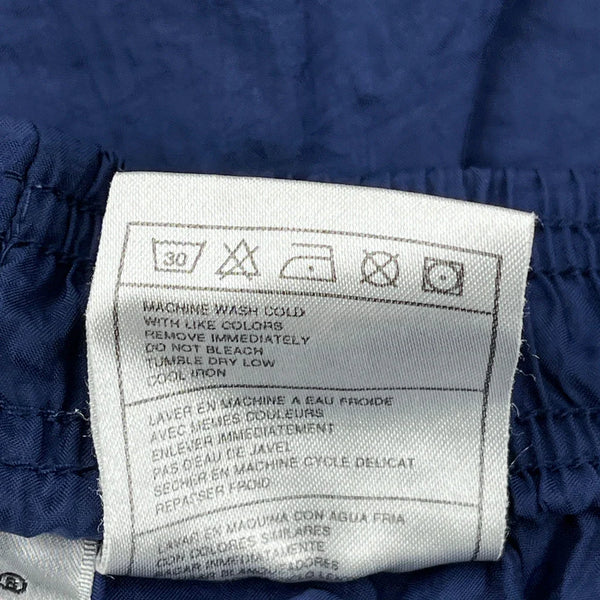 30
MACHINE WASH COLD
WITH LIKE COLORS
REMOVE IMMEDIATELY
DO NOT BLEACH
TUMBLE DRY LOW
COOL IRON
LAVER EN MACHINE A EAU FROIDE
AVEC MEMES COULEURS
ENLEVER IMMEDIATEMENT
PAS D'EAU DE JAVEL
SECHER EN MACHINE CYCLE DELICAT
REPASSER FROID
LAVAR EN MAQUINA CON AGUA FRIA
CON COLORES SIMILARES
SACAR IMMEDIATAMENTE